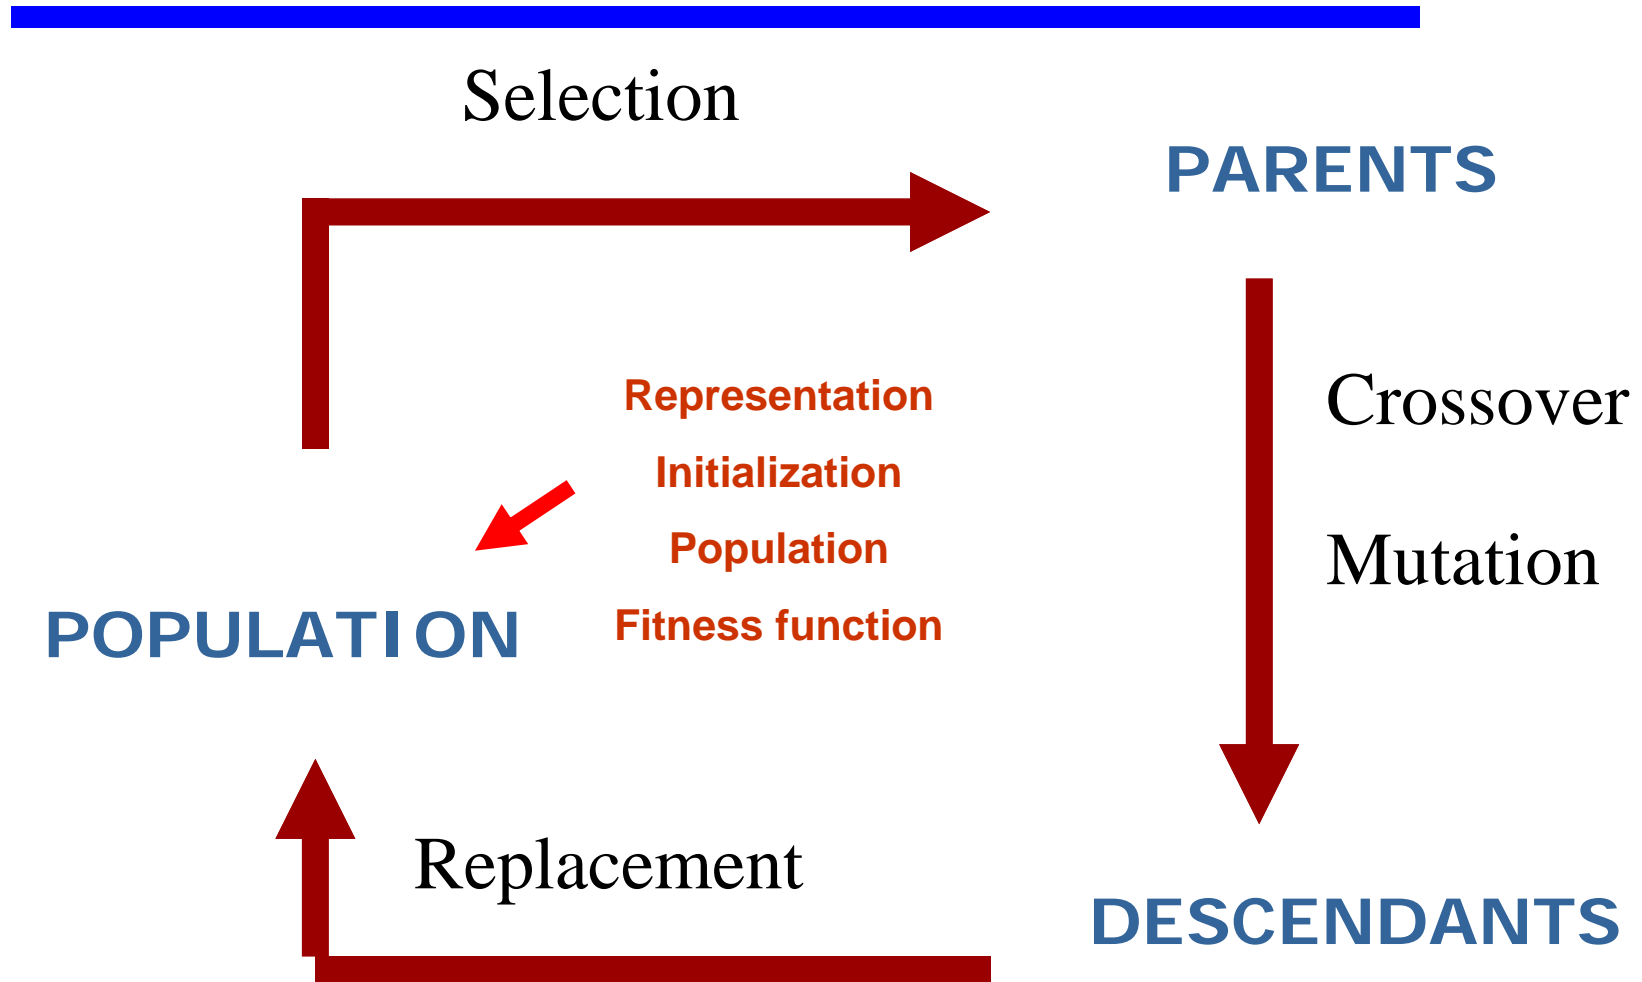 Selection
PARENTS
Representation
Crossover
Initialization
Population
Mutation
POPULATION
Fitness function
Replacement
DESCENDANTS